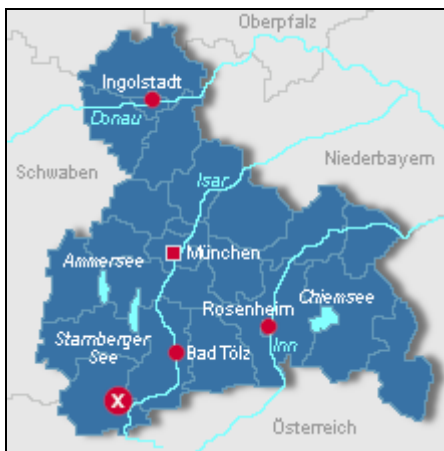 Oberpfalz
Ingolstadt
Donau
Niederbayern
Schwaben
Isar
München
Ammersee
Chiemsee
Rosenheim
Starnberger
See
Inn
Bad Tölz
X
Österreich